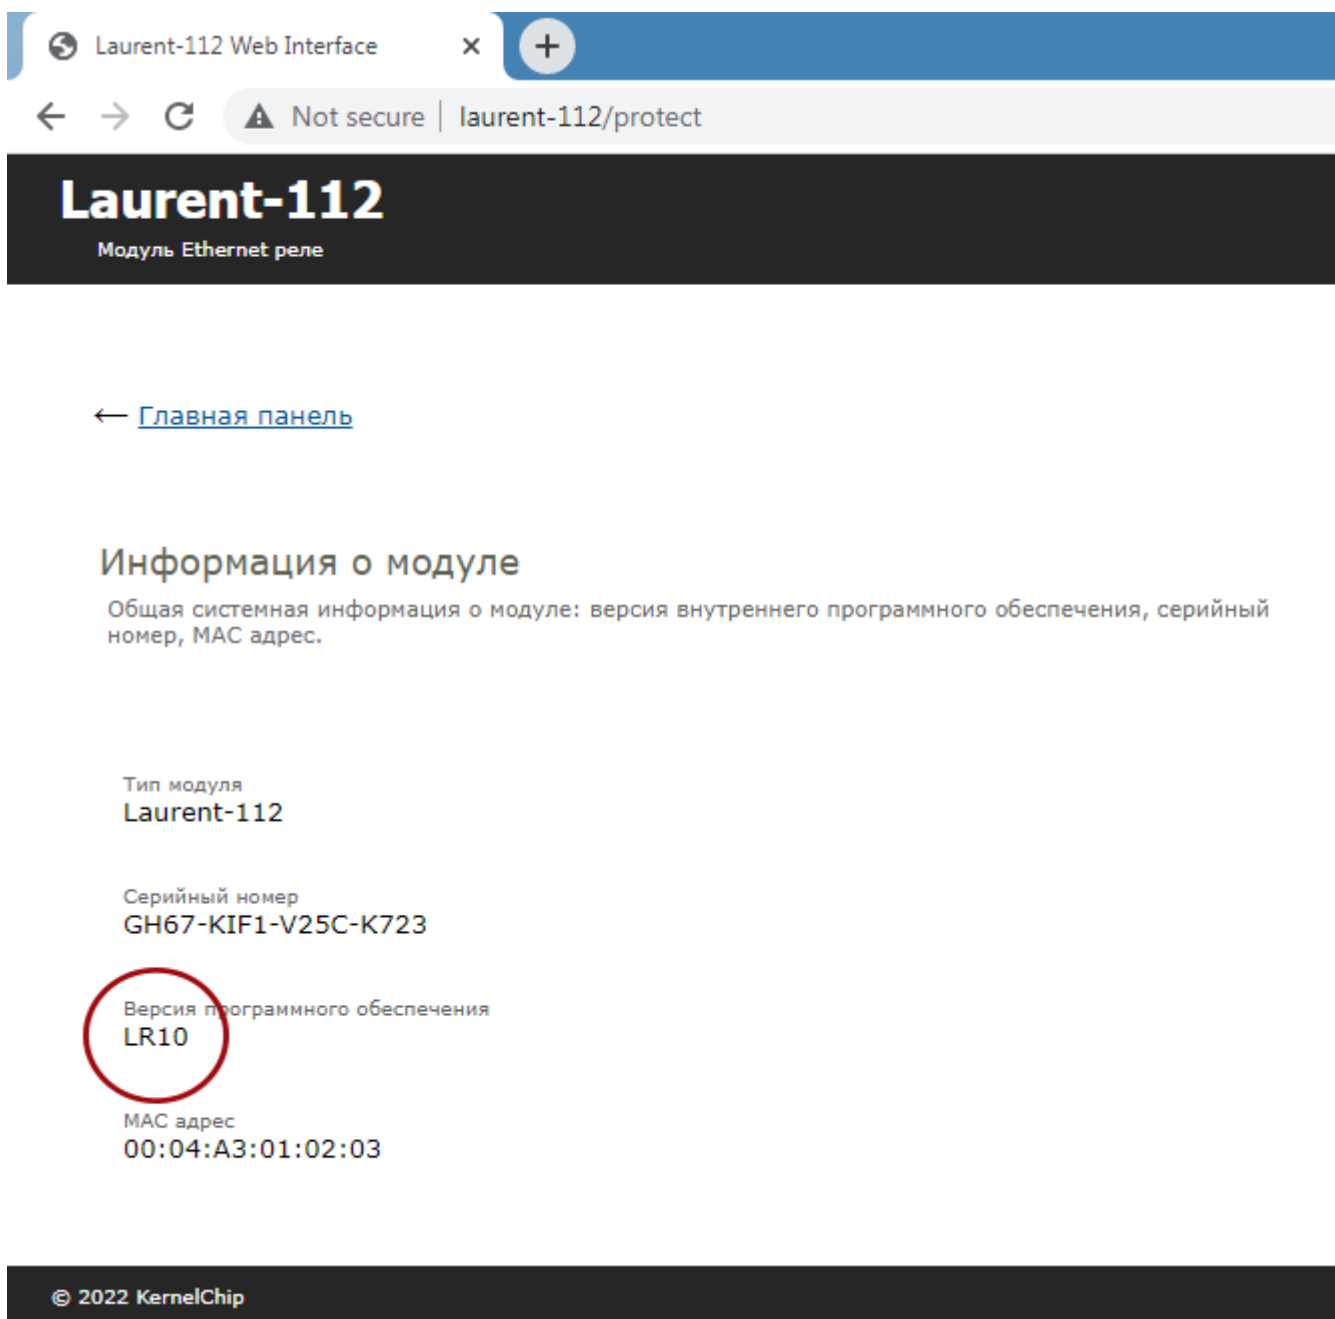 Laurent-112 Web Interface
Not secure | laurent-112/protect
Laurent-112
Модуль Ethernet реле
← Главная панель
Информация о модуле
Общая системная информация о модуле: версия внутреннего программного обеспечения, серийный
номер, MAC адрес.
Тип модуля
Laurent-112
Серийный номер
GH67-KIF1-V25C-K723
Версия программного обеспечения
LR10
MAC адрес
00:04:A3:01:02:03
© 2022 KernelChip